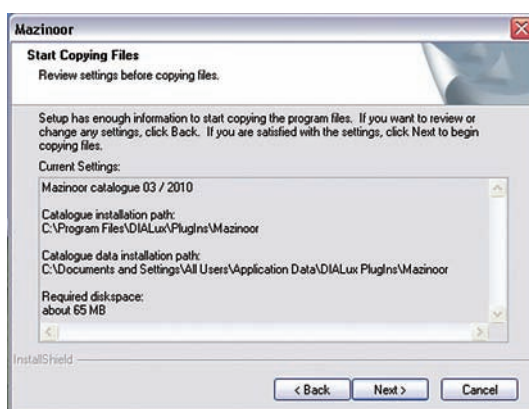 Mazinoor
Start Copying Files
Review settings before copying files.
Setup has enough information to start copying the program files. If you want to review or
change any settings, click Back. If you are satisfied with the settings, click Next to begin
copying files.
Current Settings:
Mazinoor catalogue 03 / 2010
Catalogue installation path:
C:\Program Files\DIALux\PlugIns\Mazinoor
Catalogue data installation path:
C:\Documents and Settings\All Users\Application Data\DIALux PlugIns\Mazinoor
Required diskspace:
about 65 MB
InstallShield
< Back
Next >
Cancel